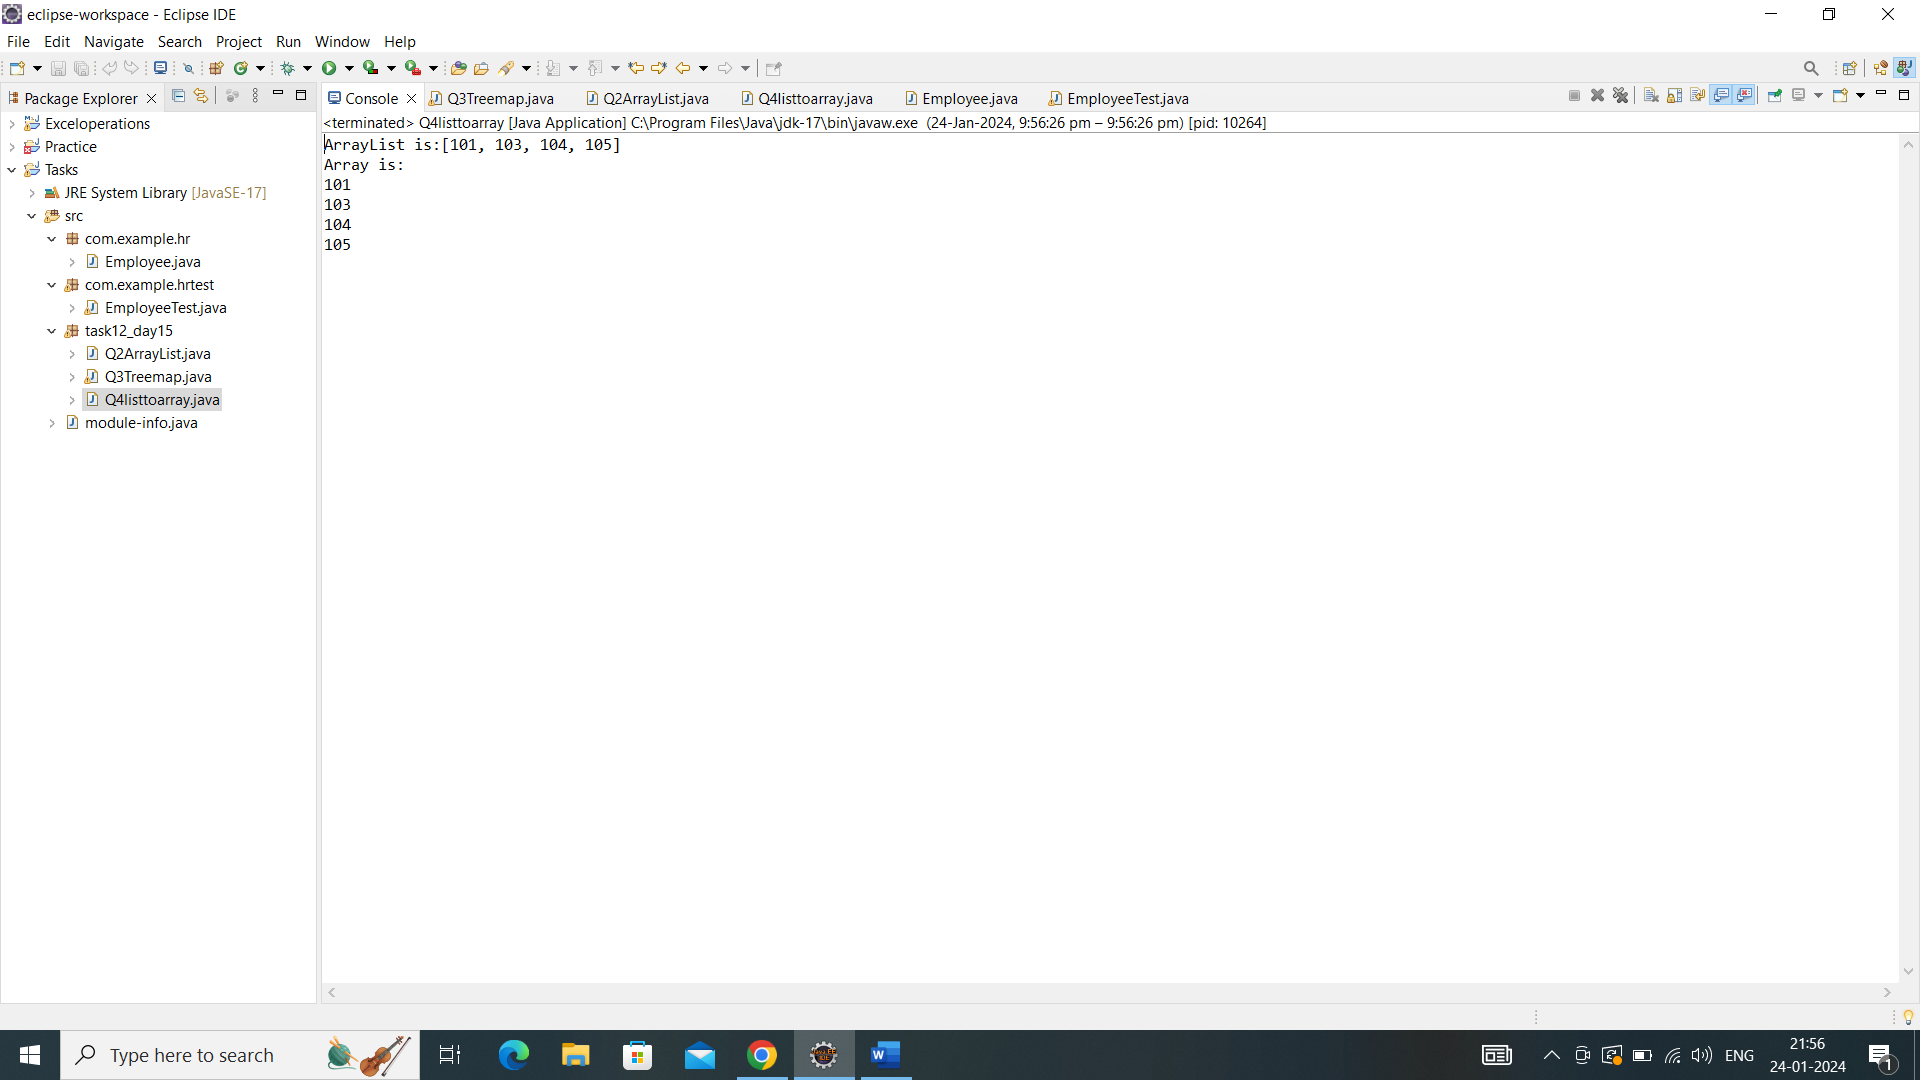 eclipse-workspace - Eclipse IDE
File Edit Navigate Search Project Run Window Help
Package Explorer
Console Q3Treemap.java Q2ArrayList.java Q4listtoarray.java Employee.java EmployeeTest.java
<terminated> Q4listtoarray [Java Application] C:\Program Files\Java\jdk-17\bin\javaw.exe (24-Jan-2024, 9:56:26 pm – 9:56:26 pm) [pid: 10264]
Exceloperations
Practice
Tasks
JRE System Library [JavaSE-17]
src
com.example.hr
Employee.java
com.example.hrtest
EmployeeTest.java
task12_day15
Q2ArrayList.java
Q3Treemap.java
Q4listtoarray.java
module-info.java
ArrayList is:[101, 103, 104, 105]
Array is:
101
103
104
105
Type here to search
ENG
21:56
24-01-2024
1